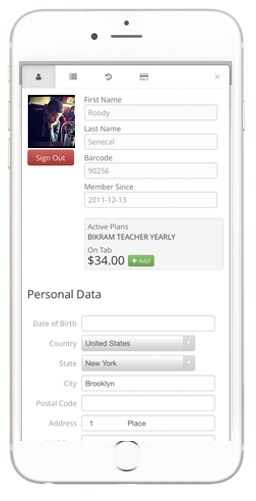 First Name
Roody
Last Name
Senecal
Sign Out
Barcode
90256
Member Since
2011-12-13
Active Plans
BIKRAM TEACHER YEARLY
On Tab
$34.00 Add
Personal Data
Date of Birth
Country United States
State New York
City Brooklyn
Postal Code
Address 1 Place